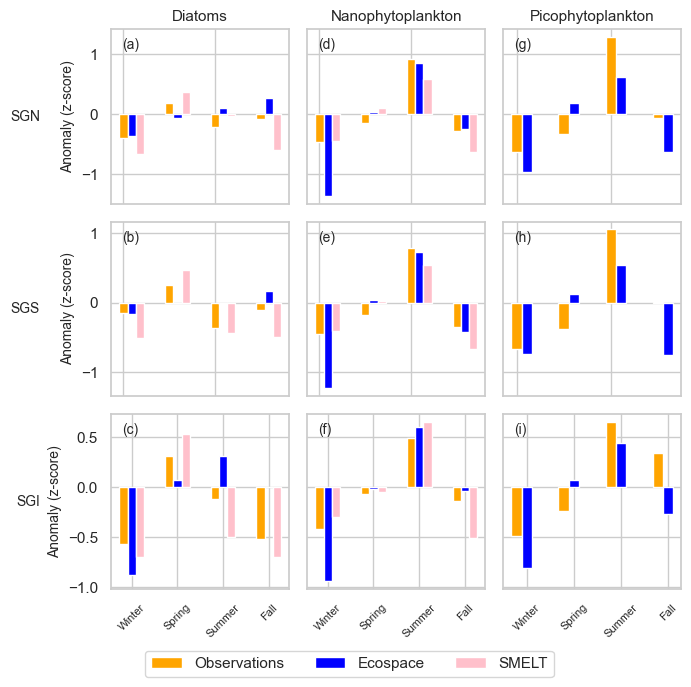 Diatoms Nanophytoplankton Picophytoplankton
(a) (d) (g)
SGN Anomaly (z-score) 1 0 −1
(b) (e) (h)
SGS Anomaly (z-score) 1 0 −1
(c) (f) (i)
SGI Anomaly (z-score) 0.5 0.0 −0.5 −1.0
Winter Spring Summer Fall Winter Spring Summer Fall Winter Spring Summer Fall
Observations Ecospace SMELT